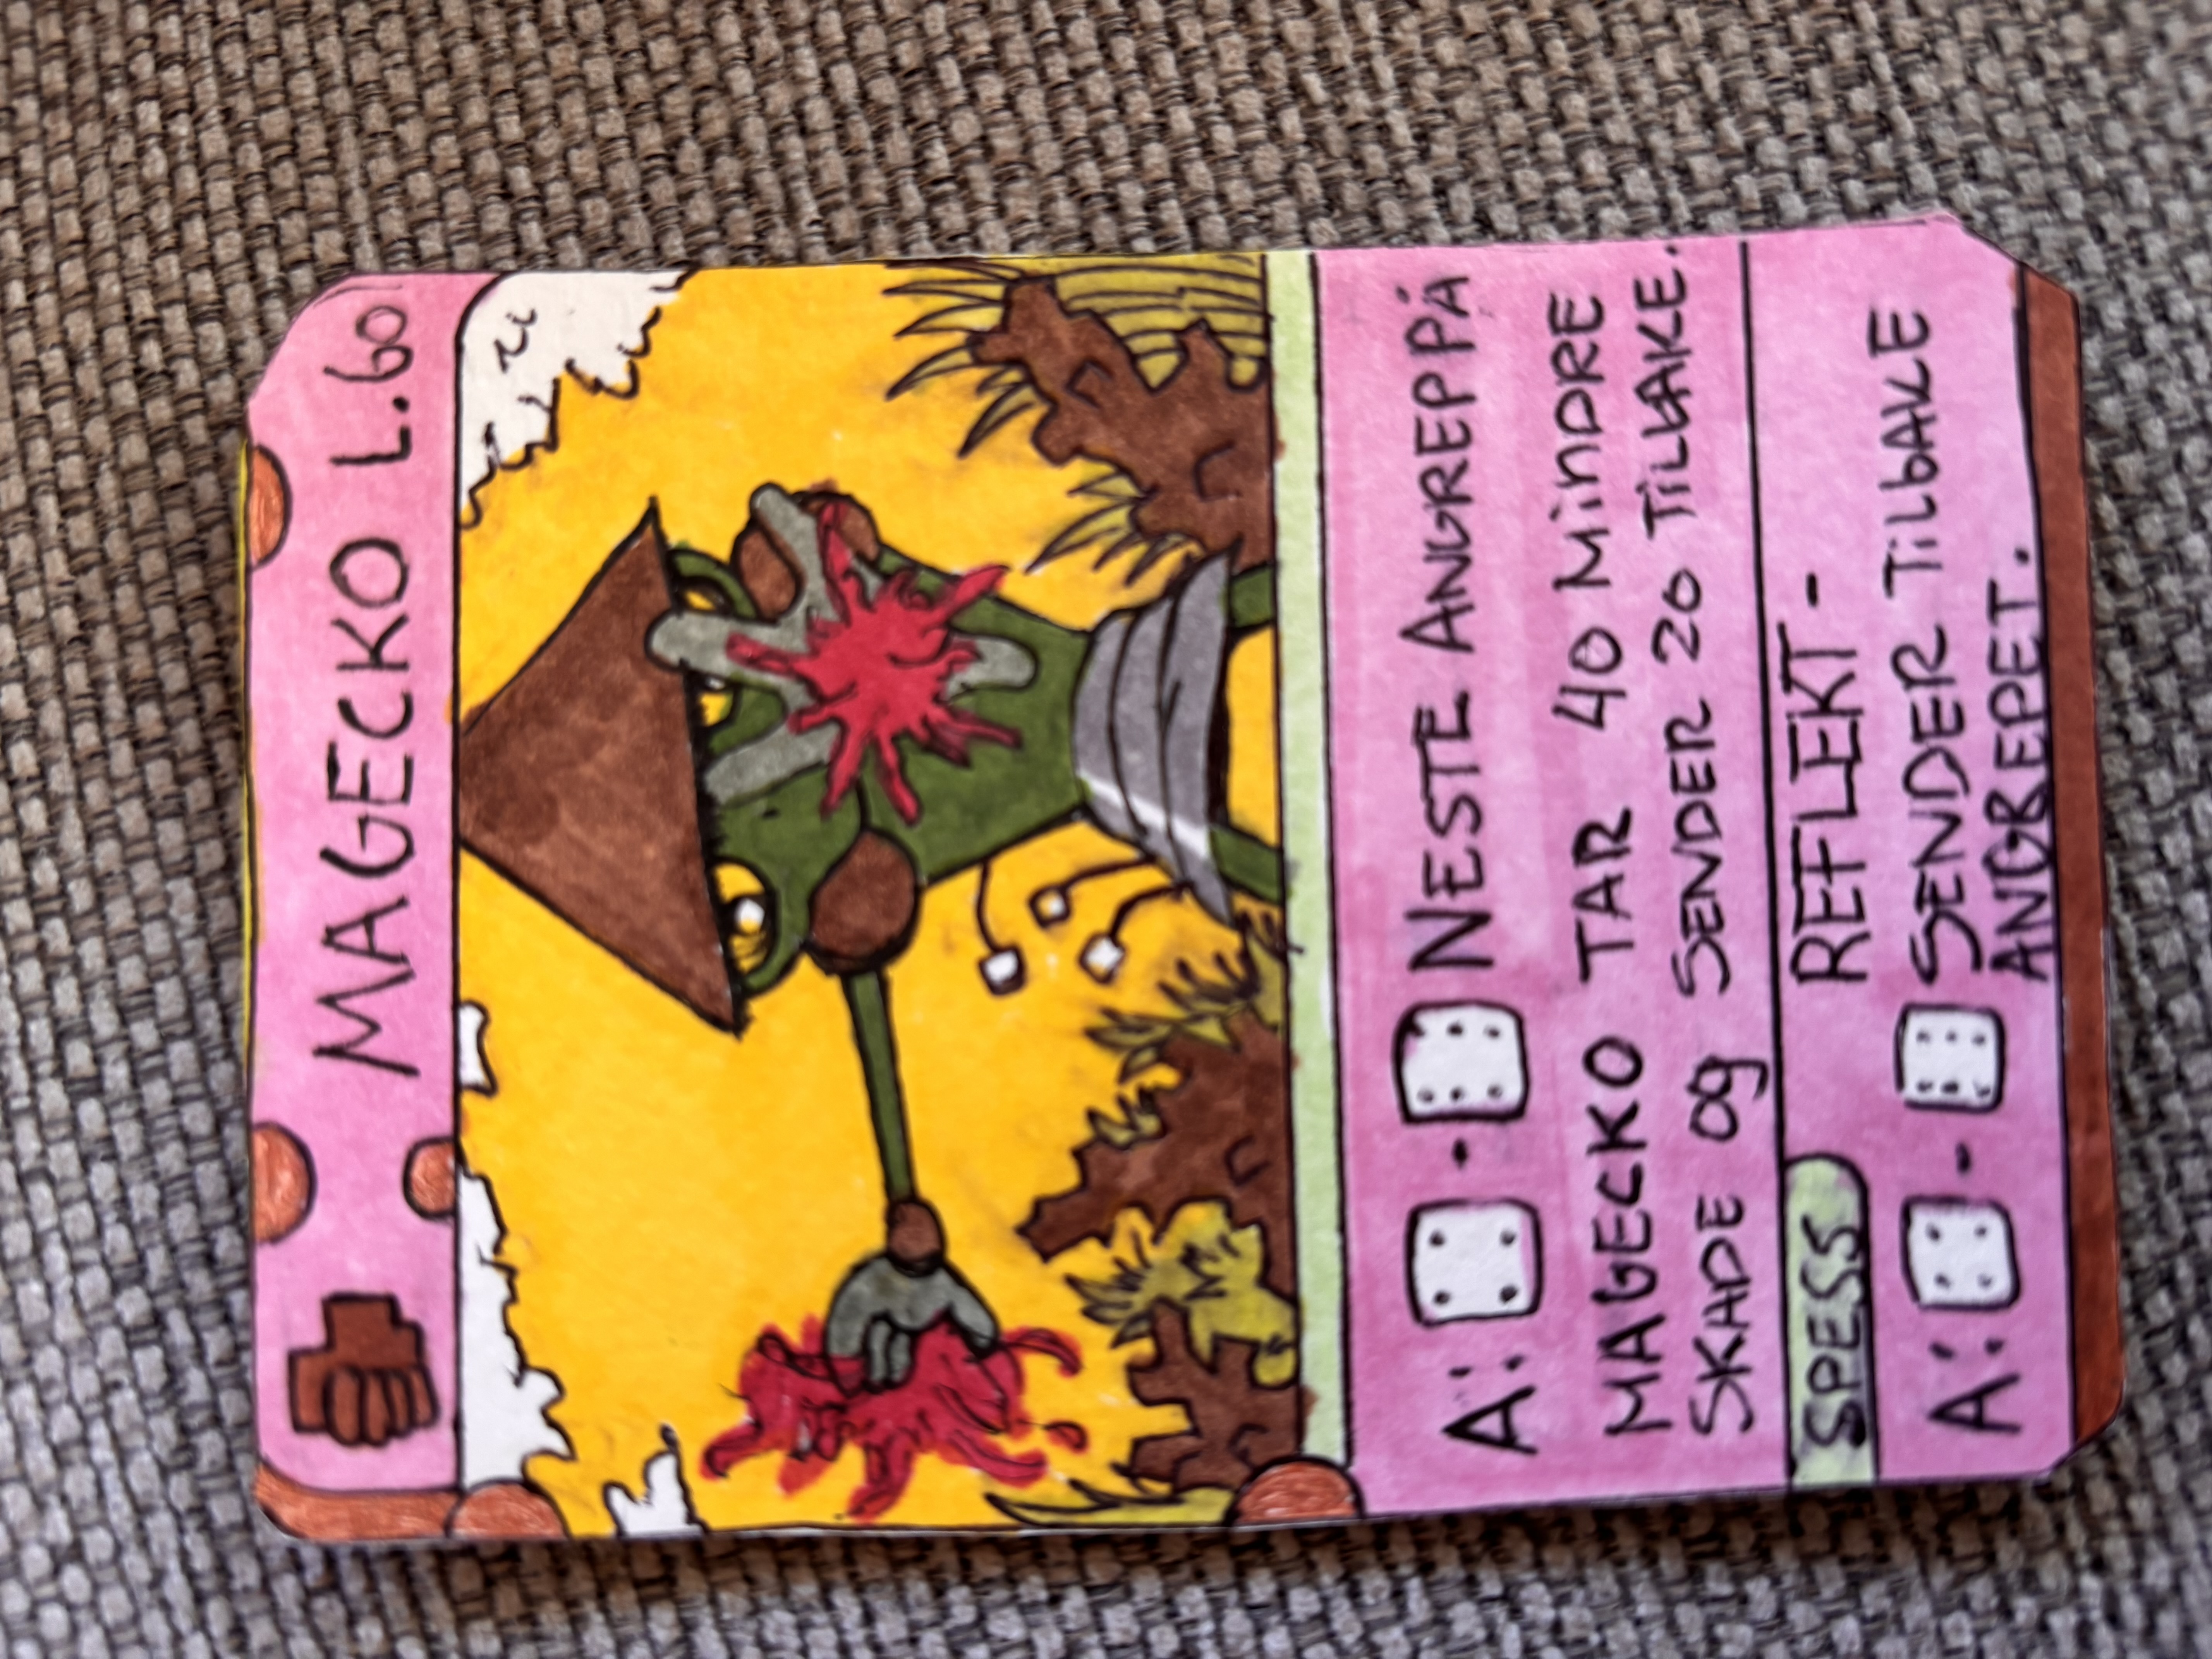 MAGECKO L.60
A: - NESTE ANGREP PÅ
MAGECKO TAR 40 MINDRE
SKADE Og SENDER 20 TILBAKE.
SPESS REFLEKT -
A: - SENDER TILBAKE
ANGREPET.